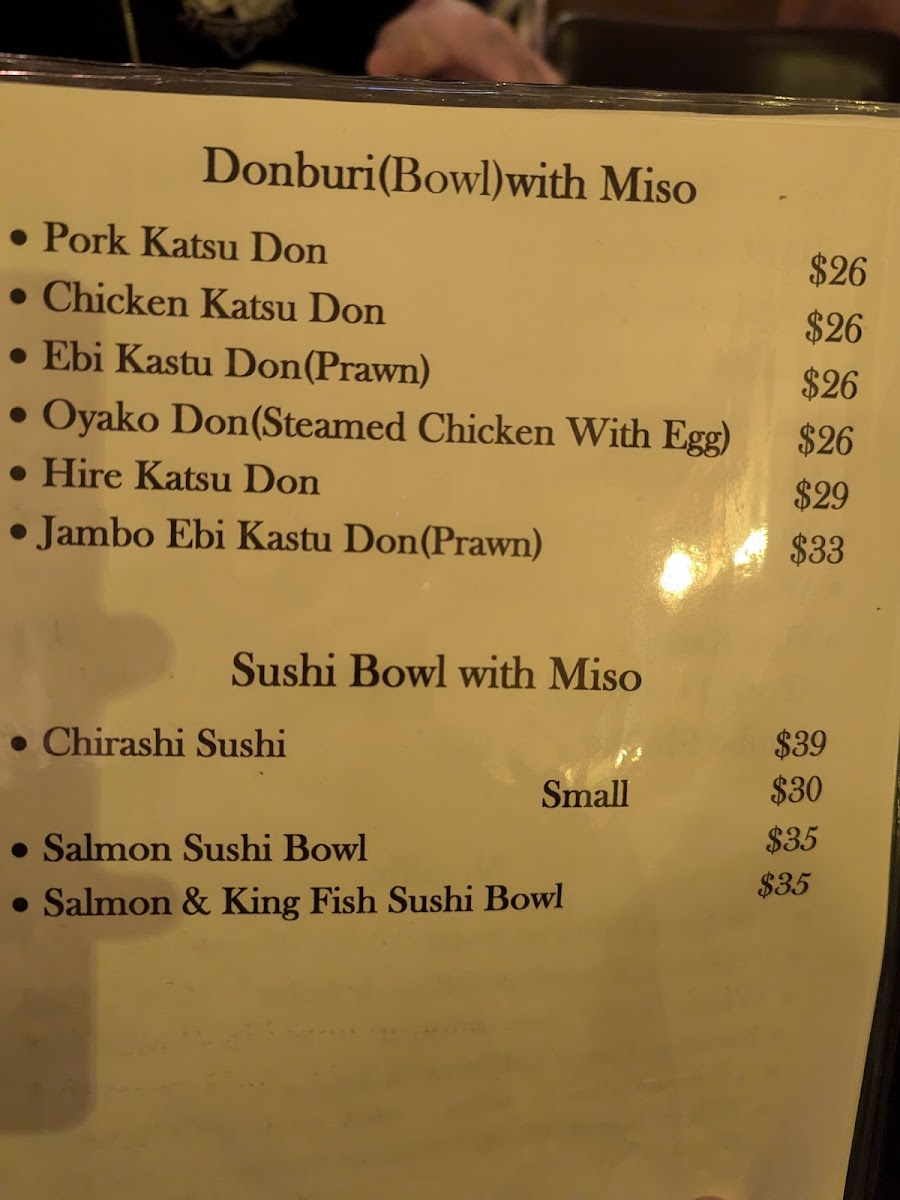 Donburi(Bowl)with Miso
• Pork Katsu Don $26
• Chicken Katsu Don $26
• Ebi Kastu Don(Prawn) $26
• Oyako Don(Steamed Chicken With Egg) $26
• Hire Katsu Don $29
• Jambo Ebi Kastu Don(Prawn) $33
Sushi Bowl with Miso
• Chirashi Sushi $39
Small $30
• Salmon Sushi Bowl $35
• Salmon & King Fish Sushi Bowl $35